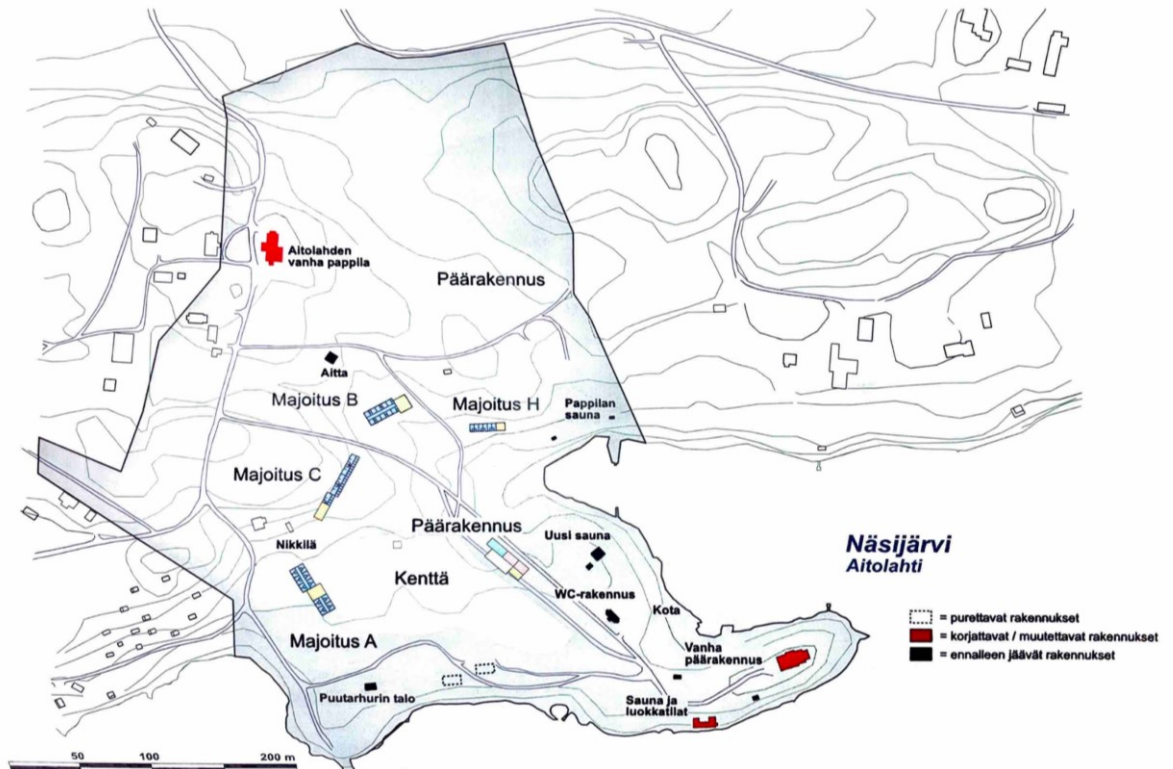 Aitolahden
vanha pappila
Päärakennus
Aitta
Majoitus B
Majoitus H
Pappilan
sauna
Majoitus C
Päärakennus
Uusi sauna
Nikkilä
Kenttä
WC-rakennus
Kota
Majoitus A
Vanha
päärakennus
Puutarhurin talo
Sauna ja
luokkatilat
Näsijärvi
Aitolahti
= purettavat rakennukset
= korjattavat / muutettavat rakennukset
= ennalleen jäävät rakennukset
50 100 200 m